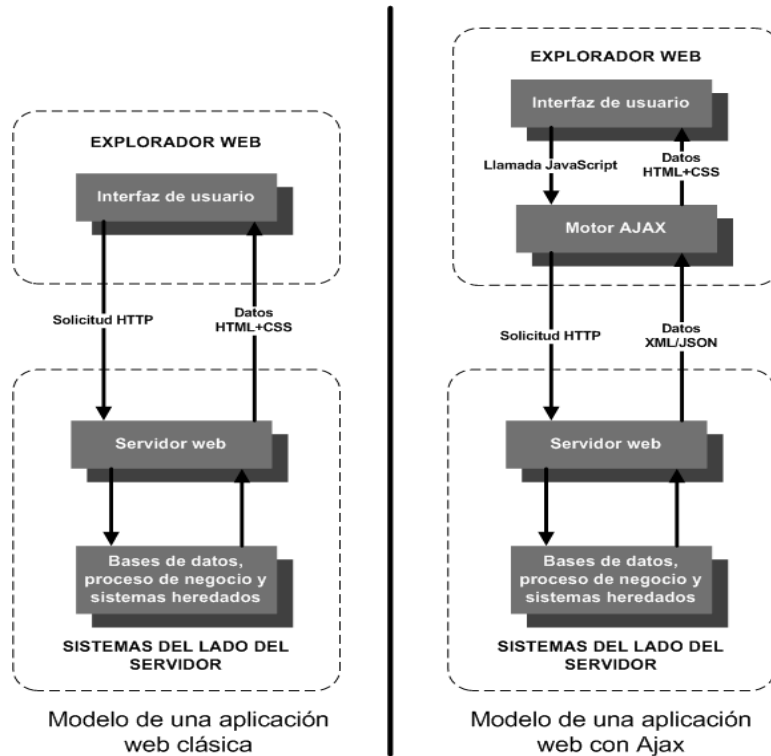 EXPLORADOR WEB
Interfaz de usuario
Solicitud HTTP
Datos
HTML+CSS
Servidor web
Bases de datos,
proceso de negocio y
sistemas heredados
SISTEMAS DEL LADO DEL
SERVIDOR
Modelo de una aplicación
web clásica
EXPLORADOR WEB
Interfaz de usuario
Llamada JavaScript
Datos
HTML+CSS
Motor AJAX
Solicitud HTTP
Datos
XML/JSON
Servidor web
Bases de datos,
proceso de negocio y
sistemas heredados
SISTEMAS DEL LADO DEL
SERVIDOR
Modelo de una aplicación
web con Ajax